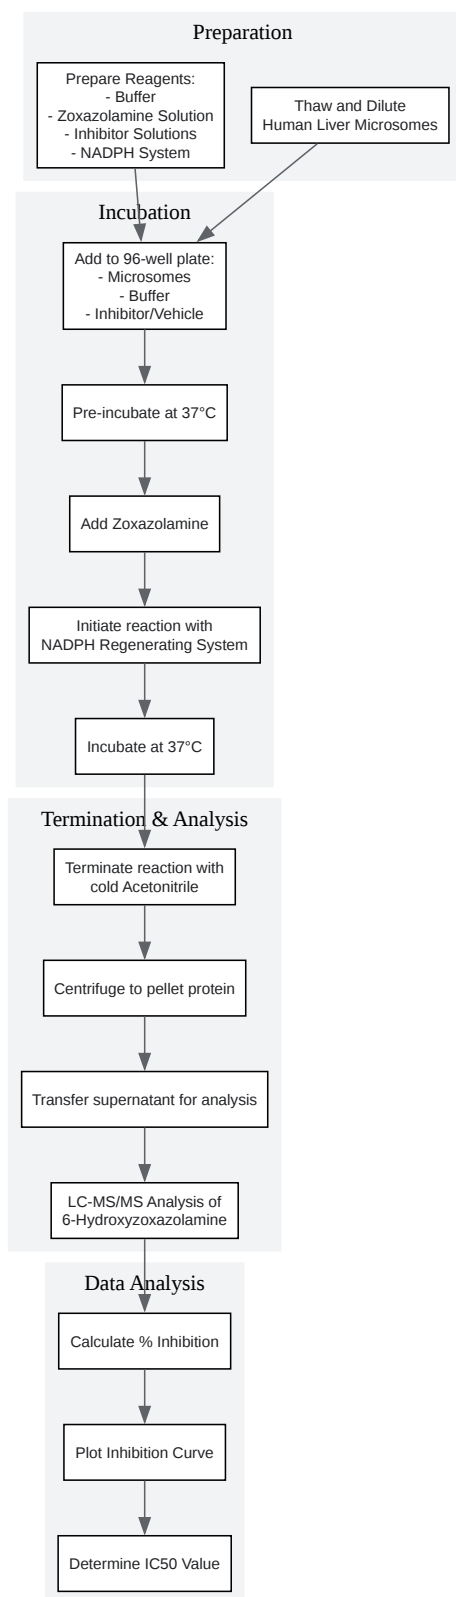 Preparation
Prepare Reagents:
- Buffer
- Zoxazolamine Solution
- Inhibitor Solutions
- NADPH System
Thaw and Dilute
Human Liver Microsomes
Incubation
Add to 96-well plate:
- Microsomes
- Buffer
- Inhibitor/Vehicle
Pre-incubate at 37°C
Add Zoxazolamine
Initiate reaction with
NADPH Regenerating System
Incubate at 37°C
Termination & Analysis
Terminate reaction with
cold Acetonitrile
Centrifuge to pellet protein
Transfer supernatant for analysis
LC-MS/MS Analysis of
6-Hydroxyzoxazolamine
Data Analysis
Calculate % Inhibition
Plot Inhibition Curve
Determine IC50 Value